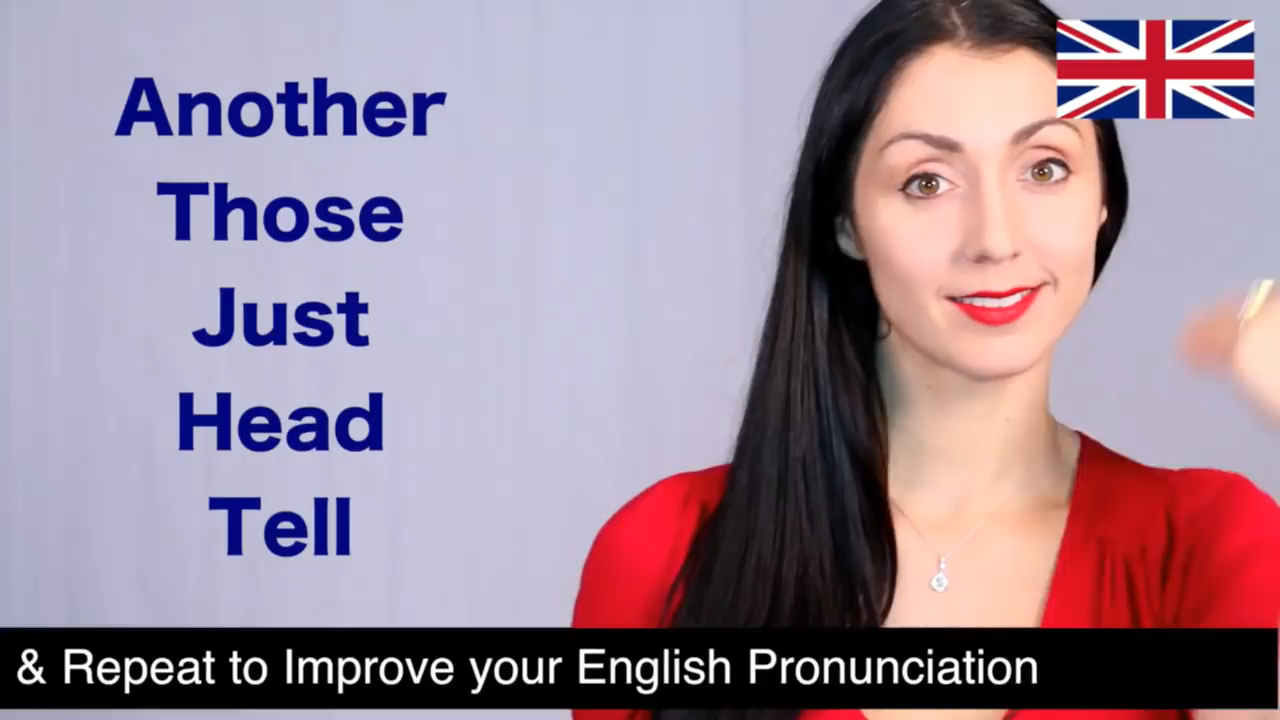 Another
Those
Just
Head
Tell
& Repeat to Improve your English Pronunciation